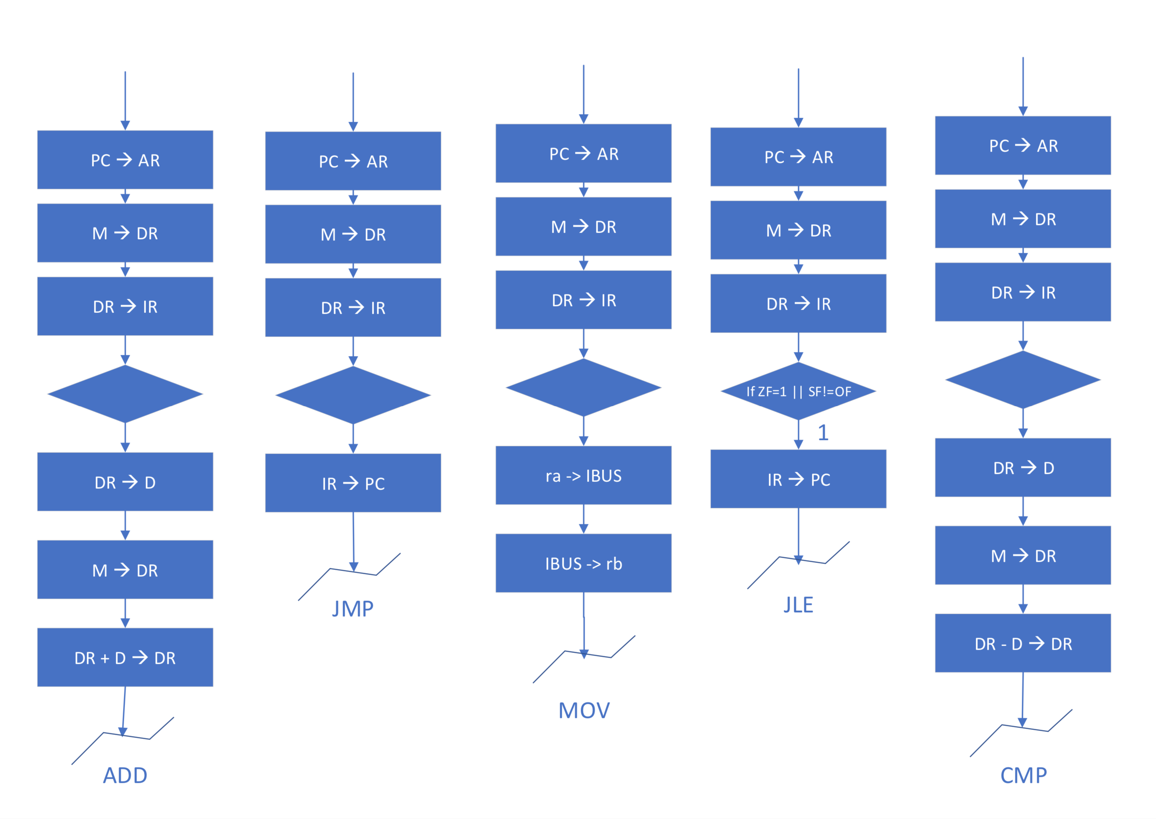 PC → AR
M → DR
DR → IR
DR → D
M → DR
DR + D → DR
ADD
PC → AR
M → DR
DR → IR
IR → PC
JMP
PC → AR
M → DR
DR → IR
ra -> IBUS
IBUS -> rb
MOV
PC → AR
M → DR
DR → IR
If ZF=1 || SF!=OF
1
IR → PC
JLE
PC → AR
M → DR
DR → IR
DR → D
M → DR
DR - D → DR
CMP